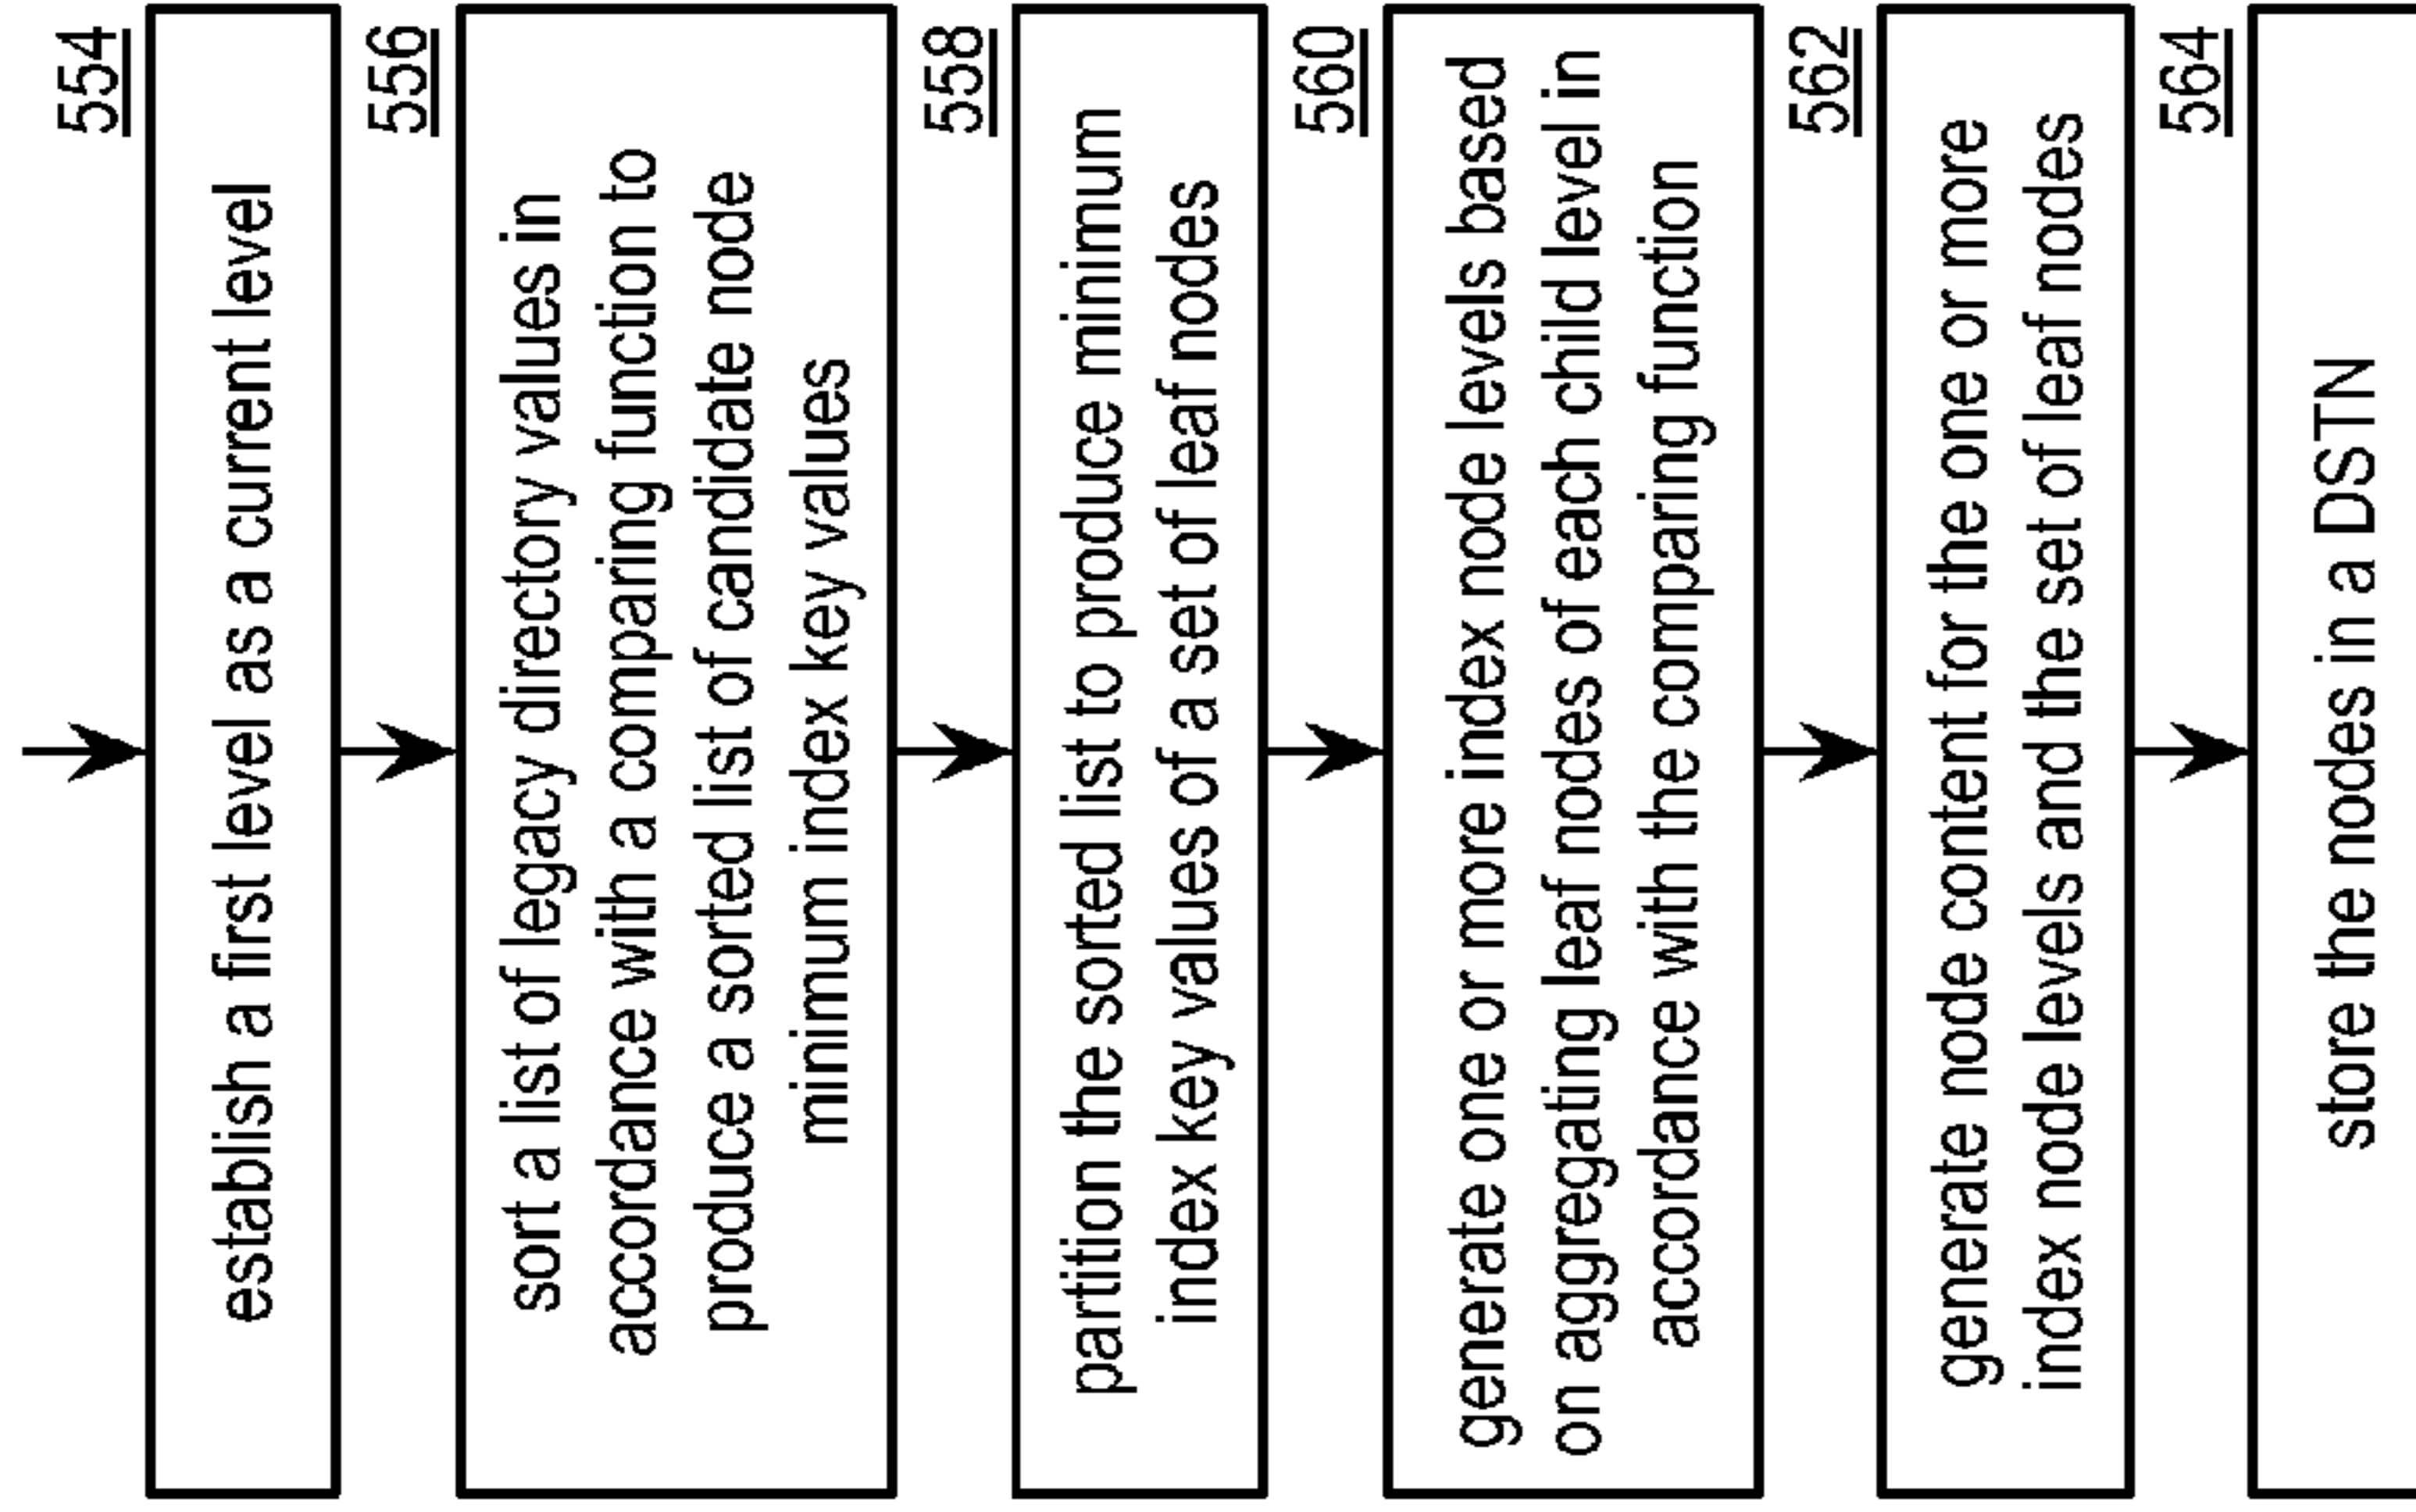 554
establish a first level as a current level
556
sort a list of legacy directory values in
accordance with a comparing function to
produce a sorted list of candidate node
minimum index key values
558
partition the sorted list to produce minimum
index key values of a set of leaf nodes
560
generate one or more index node levels based
on aggregating leaf nodes of each child level in
accordance with the comparing function
562
generate node content for the one or more
index node levels and the set of leaf nodes
564
store the nodes in a DSTN